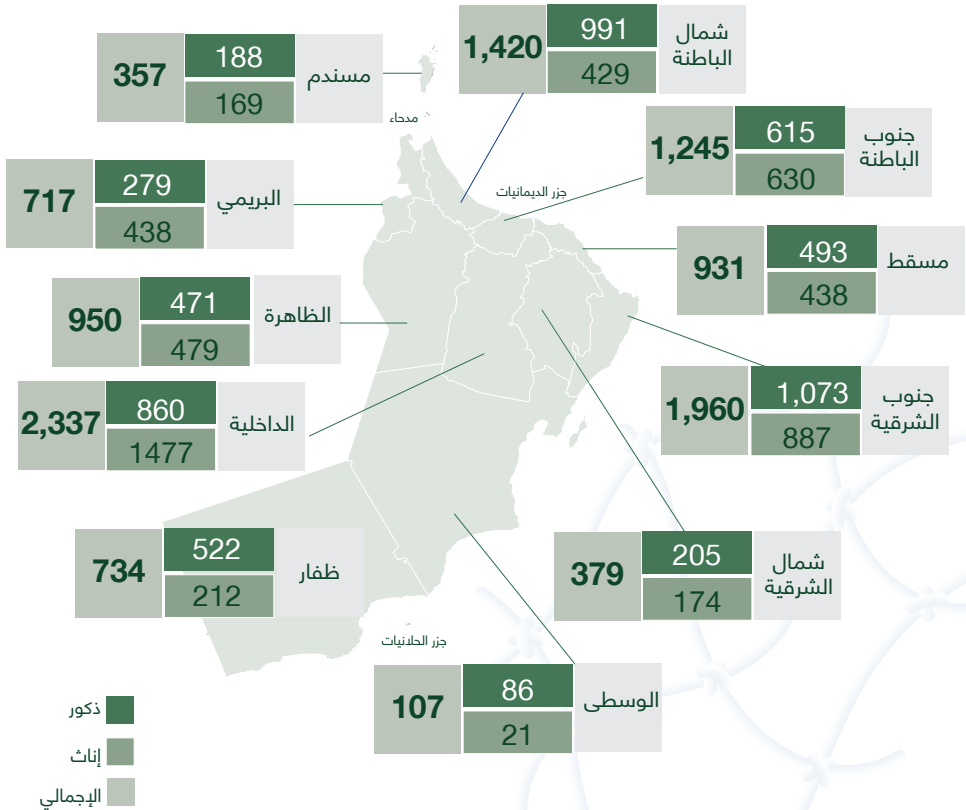 شمال
الباطنة
991
429
1,420
مسندم
188
169
357
مدحاء
جنوب
الباطنة
615
630
1,245
جزر الديمانيات
البريمي
279
438
717
مسقط
493
438
931
الظاهرة
471
479
950
جنوب
الشرقية
1,073
887
1,960
الداخلية
860
1477
2,337
شمال
الشرقية
205
174
379
ظفار
522
212
734
جزر الحلانيات
الوسطى
86
21
107
ذكور
إناث
الإجمالي